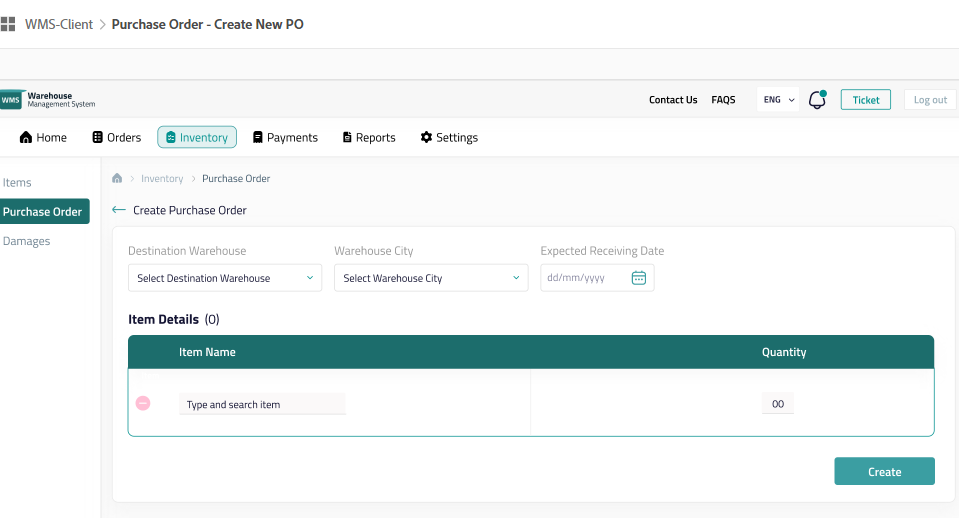 WMS-Client > Purchase Order - Create New PO
WMS Warehouse
Management System
Contact Us FAQS ENG Ticket Log out
Home Orders Inventory Payments Reports Settings
Items
Purchase Order
Damages
> Inventory > Purchase Order
← Create Purchase Order
Destination Warehouse Warehouse City Expected Receiving Date
Select Destination Warehouse Select Warehouse City dd/mm/yyyy
Item Details (0)
Item Name Quantity
Type and search item 00
Create